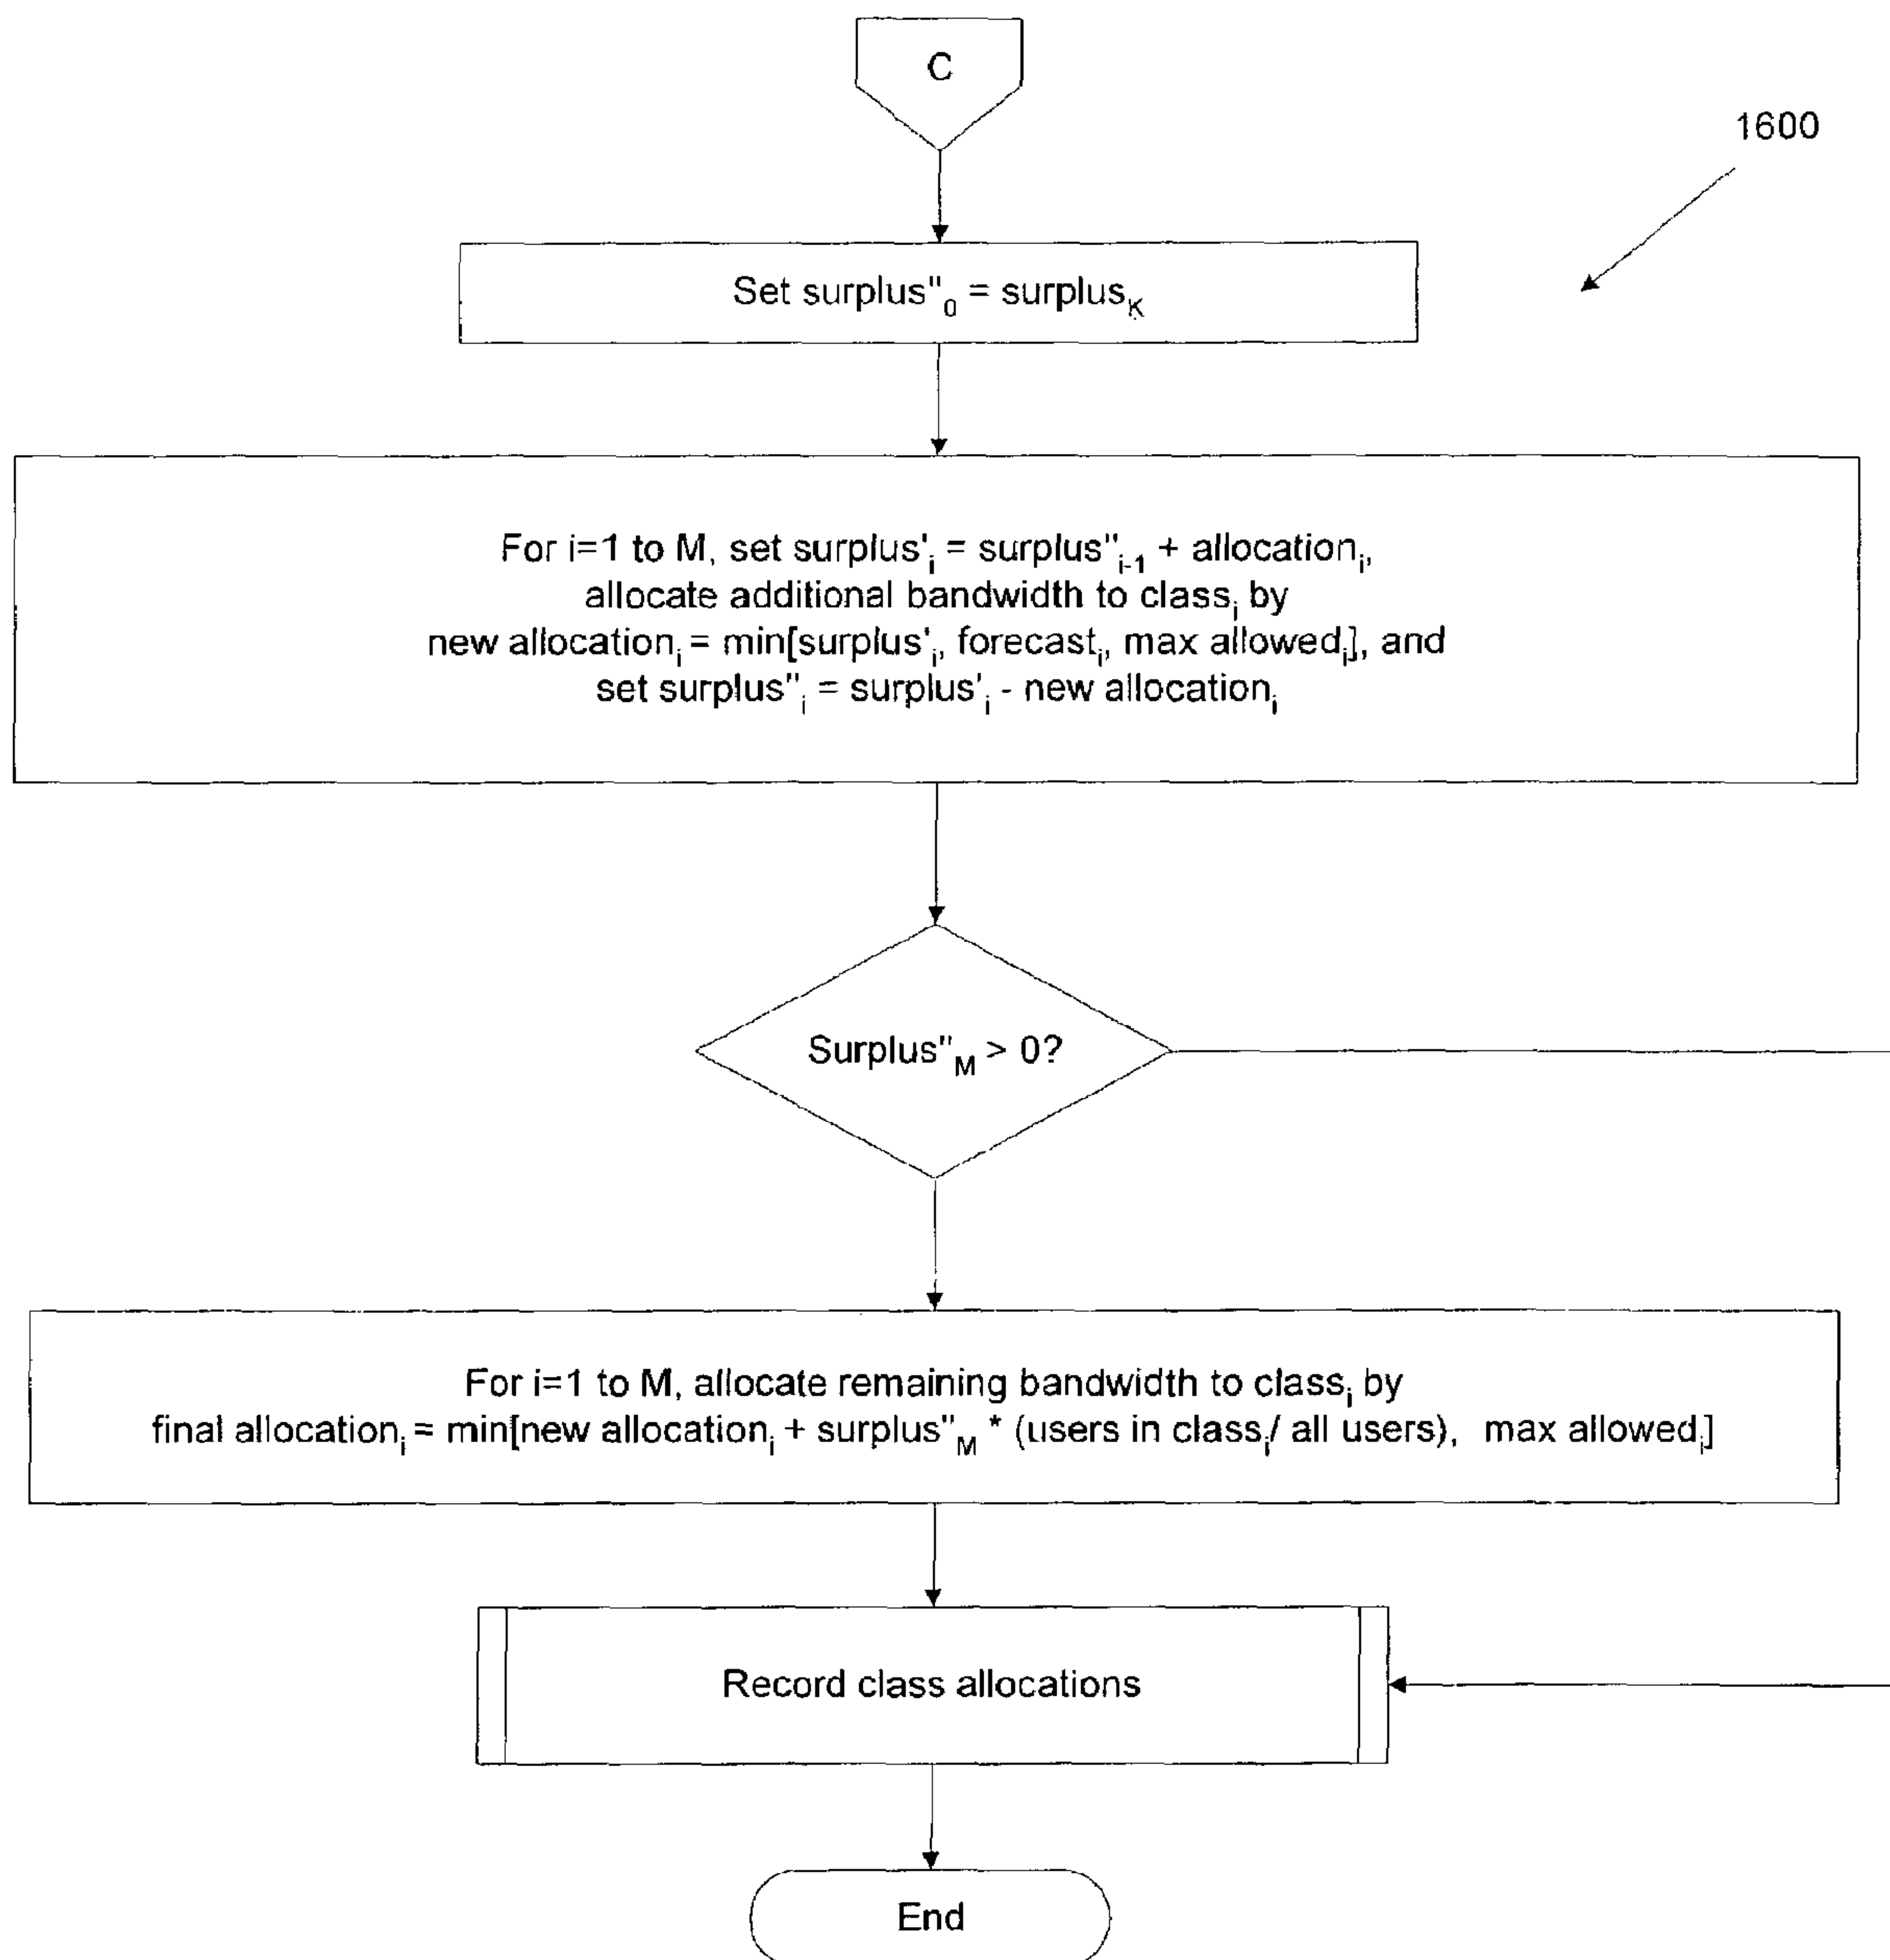 C
1600
Set surplus"₀ = surplus_K
For i=1 to M, set surplus'ᵢ = surplus"ᵢ₋₁ + allocationᵢ,
allocate additional bandwidth to classᵢ by
new allocationᵢ = min[surplus'ᵢ, forecastᵢ, max allowedᵢ], and
set surplus"ᵢ = surplus'ᵢ - new allocationᵢ
Surplus"_M > 0?
For i=1 to M, allocate remaining bandwidth to classᵢ by
final allocationᵢ = min[new allocationᵢ + surplus"_M * (users in classᵢ/ all users), max allowedᵢ]
Record class allocations
End